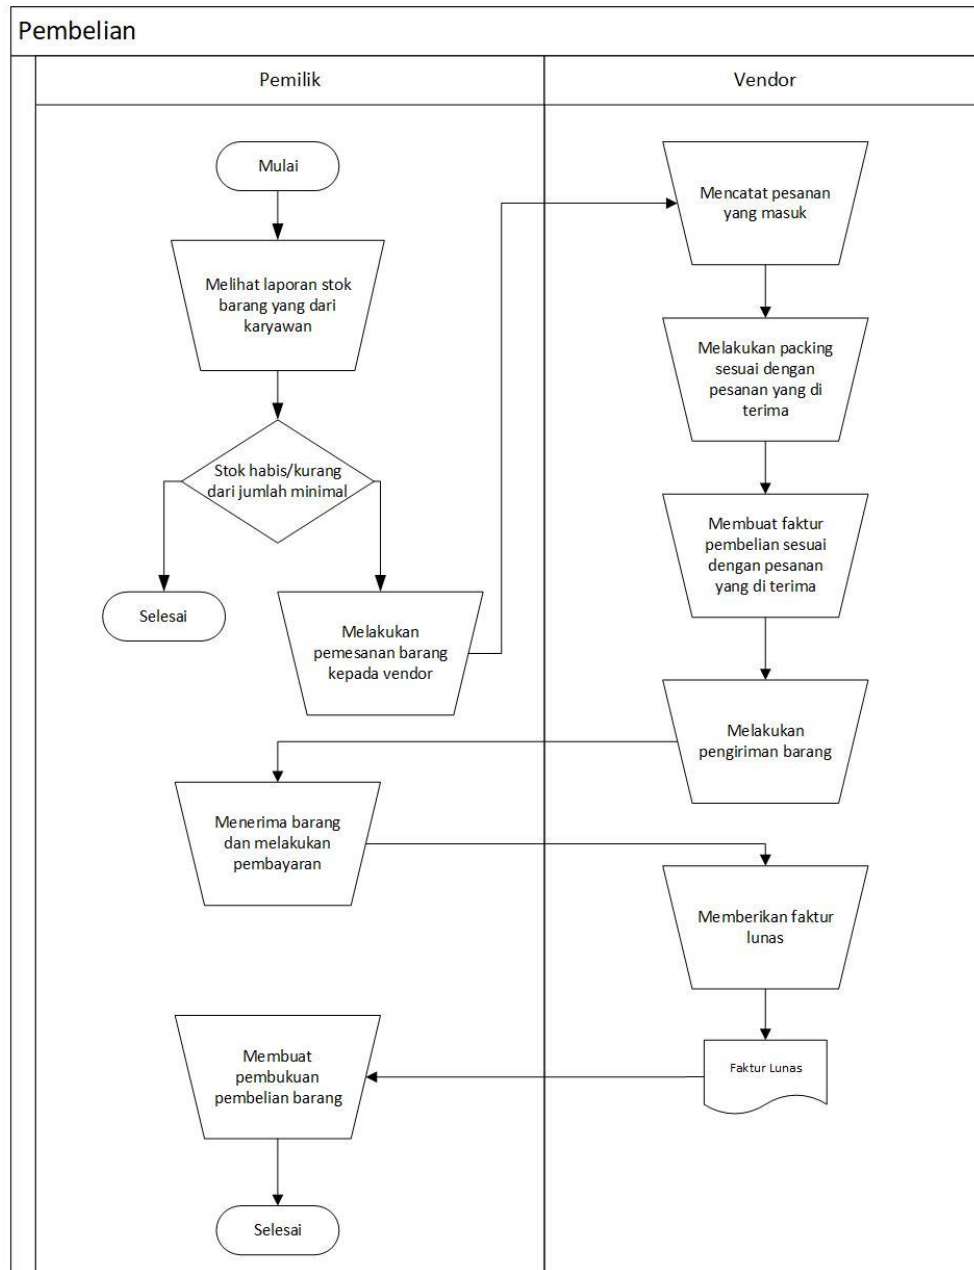 Pembelian
Pemilik
Vendor
Mulai
Melihat laporan stok
barang yang dari
karyawan
Stok habis/kurang
dari jumlah minimal
Selesai
Melakukan
pemesanan barang
kepada vendor
Mencatat pesanan
yang masuk
Melakukan packing
sesuai dengan
pesanan yang di
terima
Membuat faktur
pembelian sesuai
dengan pesanan
yang di terima
Melakukan
pengiriman barang
Menerima barang
dan melakukan
pembayaran
Memberikan faktur
lunas
Faktur Lunas
Membuat
pembukuan
pembelian barang
Selesai